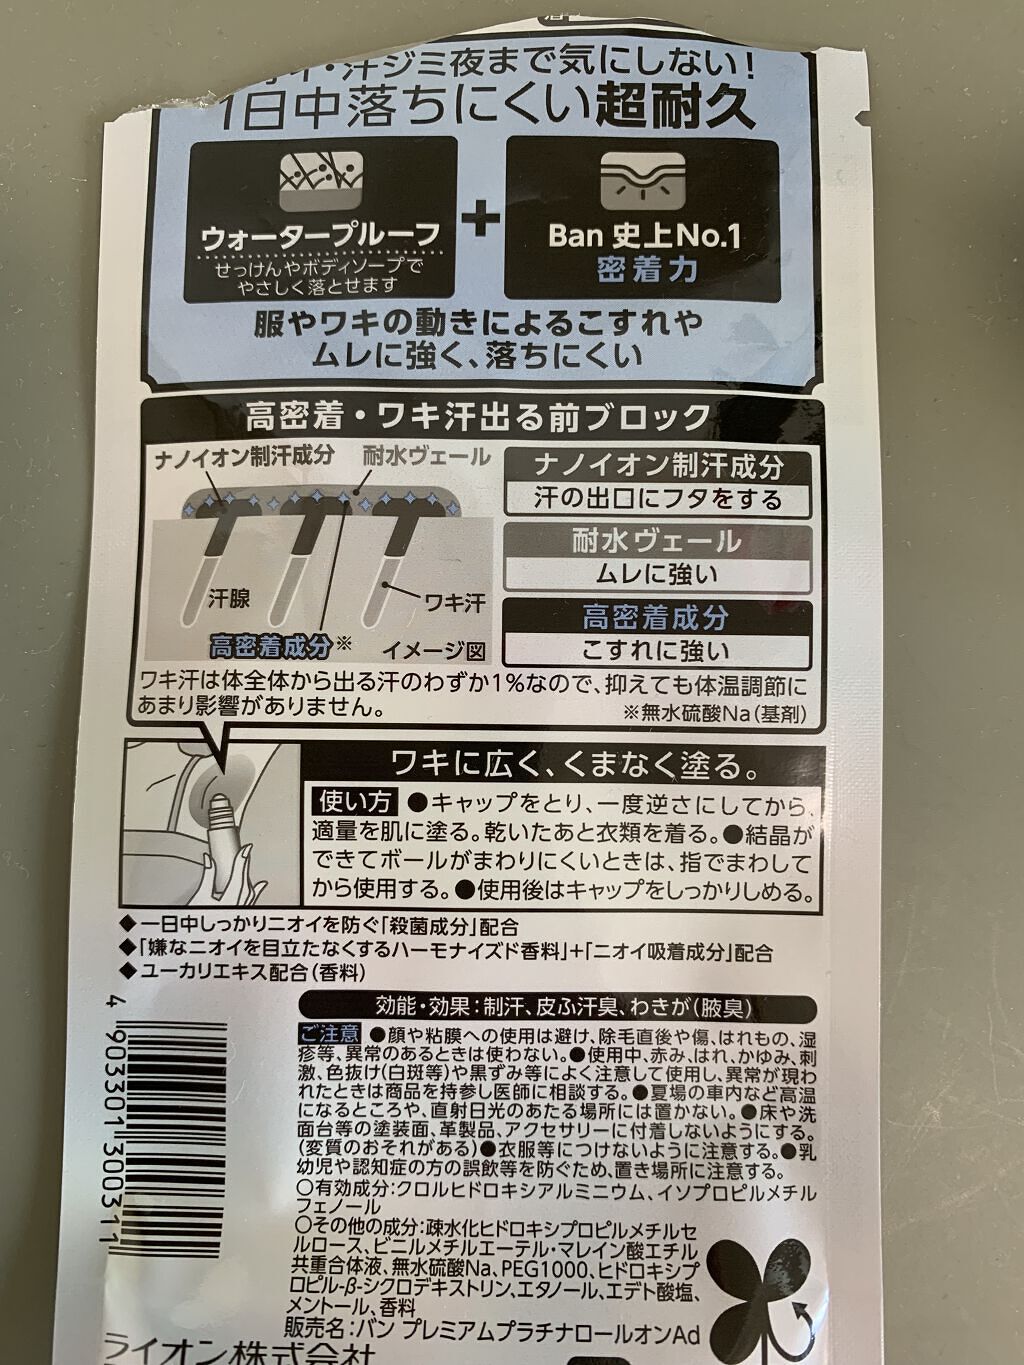 汗ジミ夜まで気にしない!
1日中落ちにくい超耐久
ウォータープルーフ
せっけんやボディソープで
やさしく落とせます
+
Ban 史上No.1
密着力
服やワキの動きによるこすれや
ムレに強く、落ちにくい
高密着・ワキ汗出る前ブロック
ナノイオン制汗成分
耐水ヴェール
汗腺
ワキ汗
高密着成分※
イメージ図
ナノイオン制汗成分
汗の出口にフタをする
耐水ヴェール
ムレに強い
高密着成分
こすれに強い
ワキ汗は体全体から出る汗のわずか1%なので、抑えても体温調節に
あまり影響がありません。
※無水硫酸Na(基剤)
ワキに広く、くまなく塗る。
使い方 ●キャップをとり、一度逆さにしてから、
適量を肌に塗る。乾いたあと衣類を着る。●結晶が
できてボールがまわりにくいときは、指でまわして
から使用する。●使用後はキャップをしっかりしめる。
◆一日中しっかりニオイを防ぐ「殺菌成分」配合
◆「嫌なニオイを目立たなくするハーモナイズド香料」+「ニオイ吸着成分」配合
◆ユーカリエキス配合(香料)
効能・効果:制汗、皮ふ汗臭、わきが(腋臭)
ご注意 ●顔や粘膜への使用は避け、除毛直後や傷、はれもの、湿
疹等、異常のあるときは使わない。●使用中、赤み、はれ、かゆみ、刺
激、色抜け(白斑等)や黒ずみ等によく注意して使用し、異常が現わ
れたときは商品を持参し医師に相談する。●夏場の車内など高温
になるところや、直射日光のあたる場所には置かない。●床や洗
面台等の塗装面、革製品、アクセサリーに付着しないようにする。
(変質のおそれがある)●衣服等につけないように注意する。●乳
幼児や認知症の方の誤飲等を防ぐため、置き場所に注意する。
○有効成分:クロルヒドロキシアルミニウム、イソプロピルメチル
フェノール
○その他の成分:疎水化ヒドロキシプロピルメチルセ
ルロース、ビニルメチルエーテル・マレイン酸エチル
共重合体液、無水硫酸Na、PEG1000、ヒドロキシプ
ロピル-β-シクロデキストリン、エタノール、エデト酸塩、
メントール、香料
販売名:バン プレミアムプラチナロールオンAd
4 903301 300311
ライオン株式会社